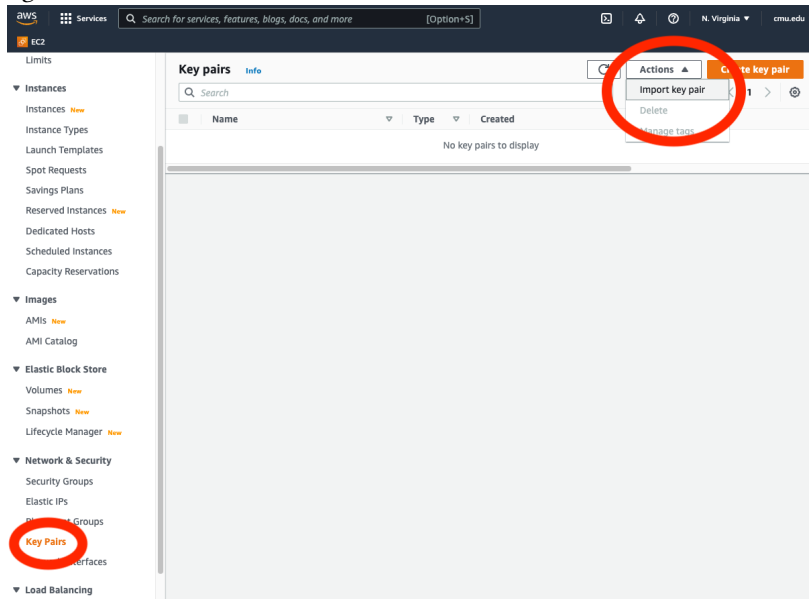 aws Services Search for services, features, blogs, docs, and more [Option+S] N. Virginia ▼ cmu.edu
EC2
Limits
▼ Instances
Instances New
Instance Types
Launch Templates
Spot Requests
Savings Plans
Reserved Instances New
Dedicated Hosts
Scheduled Instances
Capacity Reservations
▼ Images
AMIs New
AMI Catalog
▼ Elastic Block Store
Volumes New
Snapshots New
Lifecycle Manager New
▼ Network & Security
Security Groups
Elastic IPs
Groups
Key Pairs
▼ Load Balancing
Key pairs Info
Actions ▲
key pair
Search
1
Import key pair
Delete
Manage tags
Name Type Created
No key pairs to display